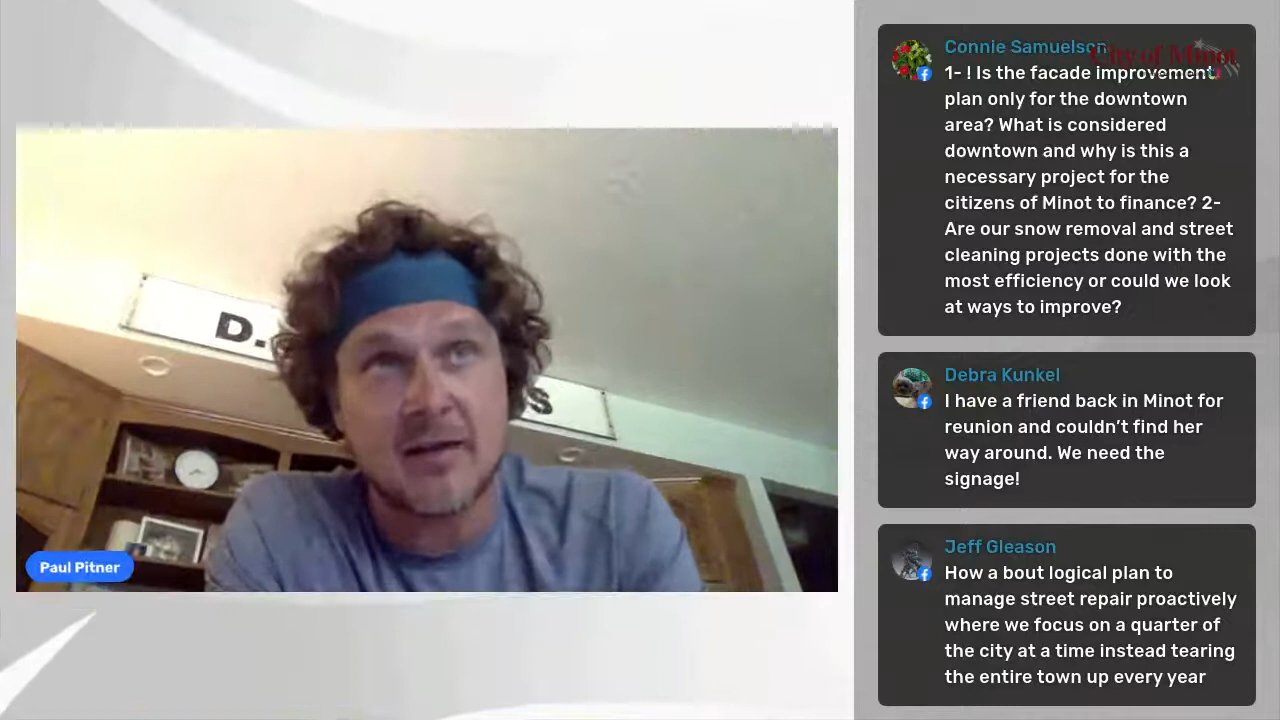 D.
S
Paul Pitner
Connie Samuelson
City of Minot
1- ! Is the facade improvement
plan only for the downtown
area? What is considered
downtown and why is this a
necessary project for the
citizens of Minot to finance? 2-
Are our snow removal and street
cleaning projects done with the
most efficiency or could we look
at ways to improve?
Debra Kunkel
I have a friend back in Minot for
reunion and couldn’t find her
way around. We need the
signage!
Jeff Gleason
How a bout logical plan to
manage street repair proactively
where we focus on a quarter of
the city at a time instead tearing
the entire town up every year